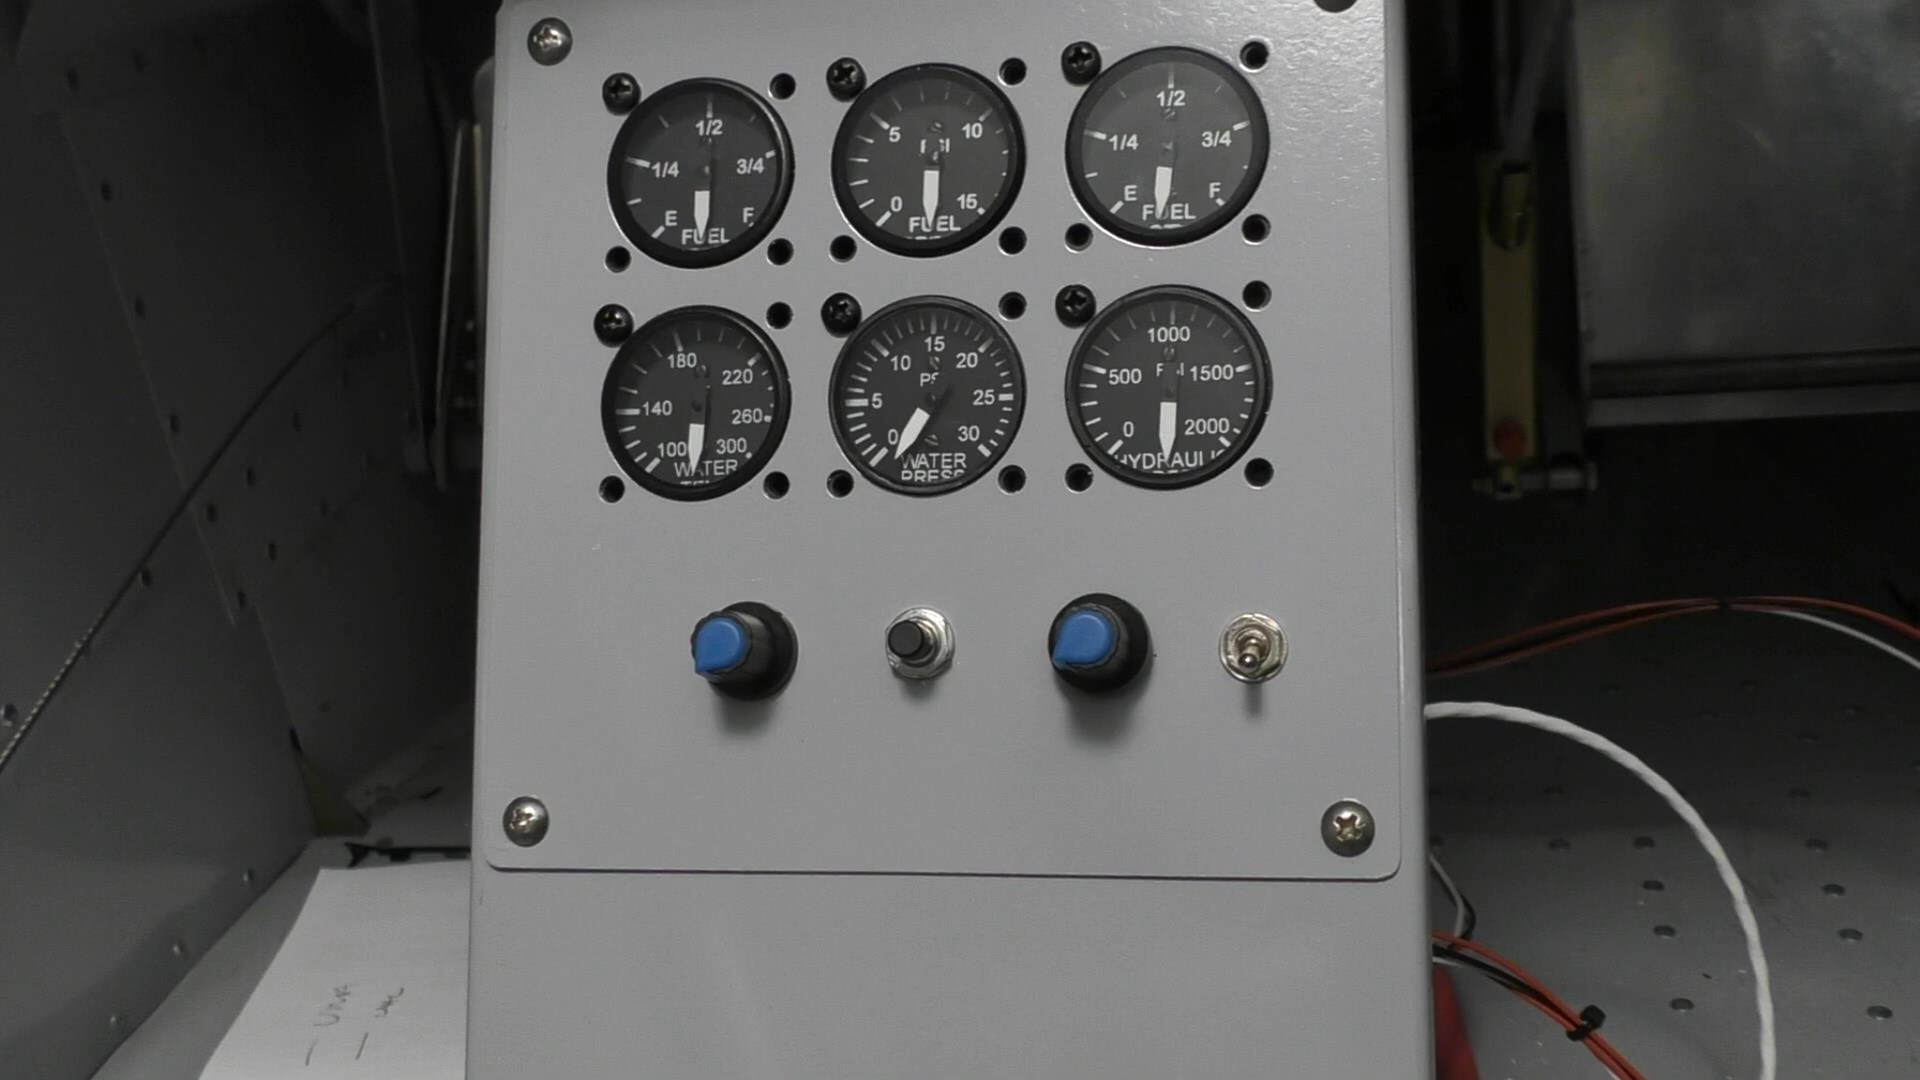 1/2
1/4 3/4
E F
FUEL
5 10
PSI
0 15
FUEL
1/2
1/4 3/4
E F
FUEL
180
220
140
260
100 300
WATER
15
10 20
PSI
5 25
0 30
WATER
PRESS
1000
500 PSI 1500
0 2000
HYDRAULIC